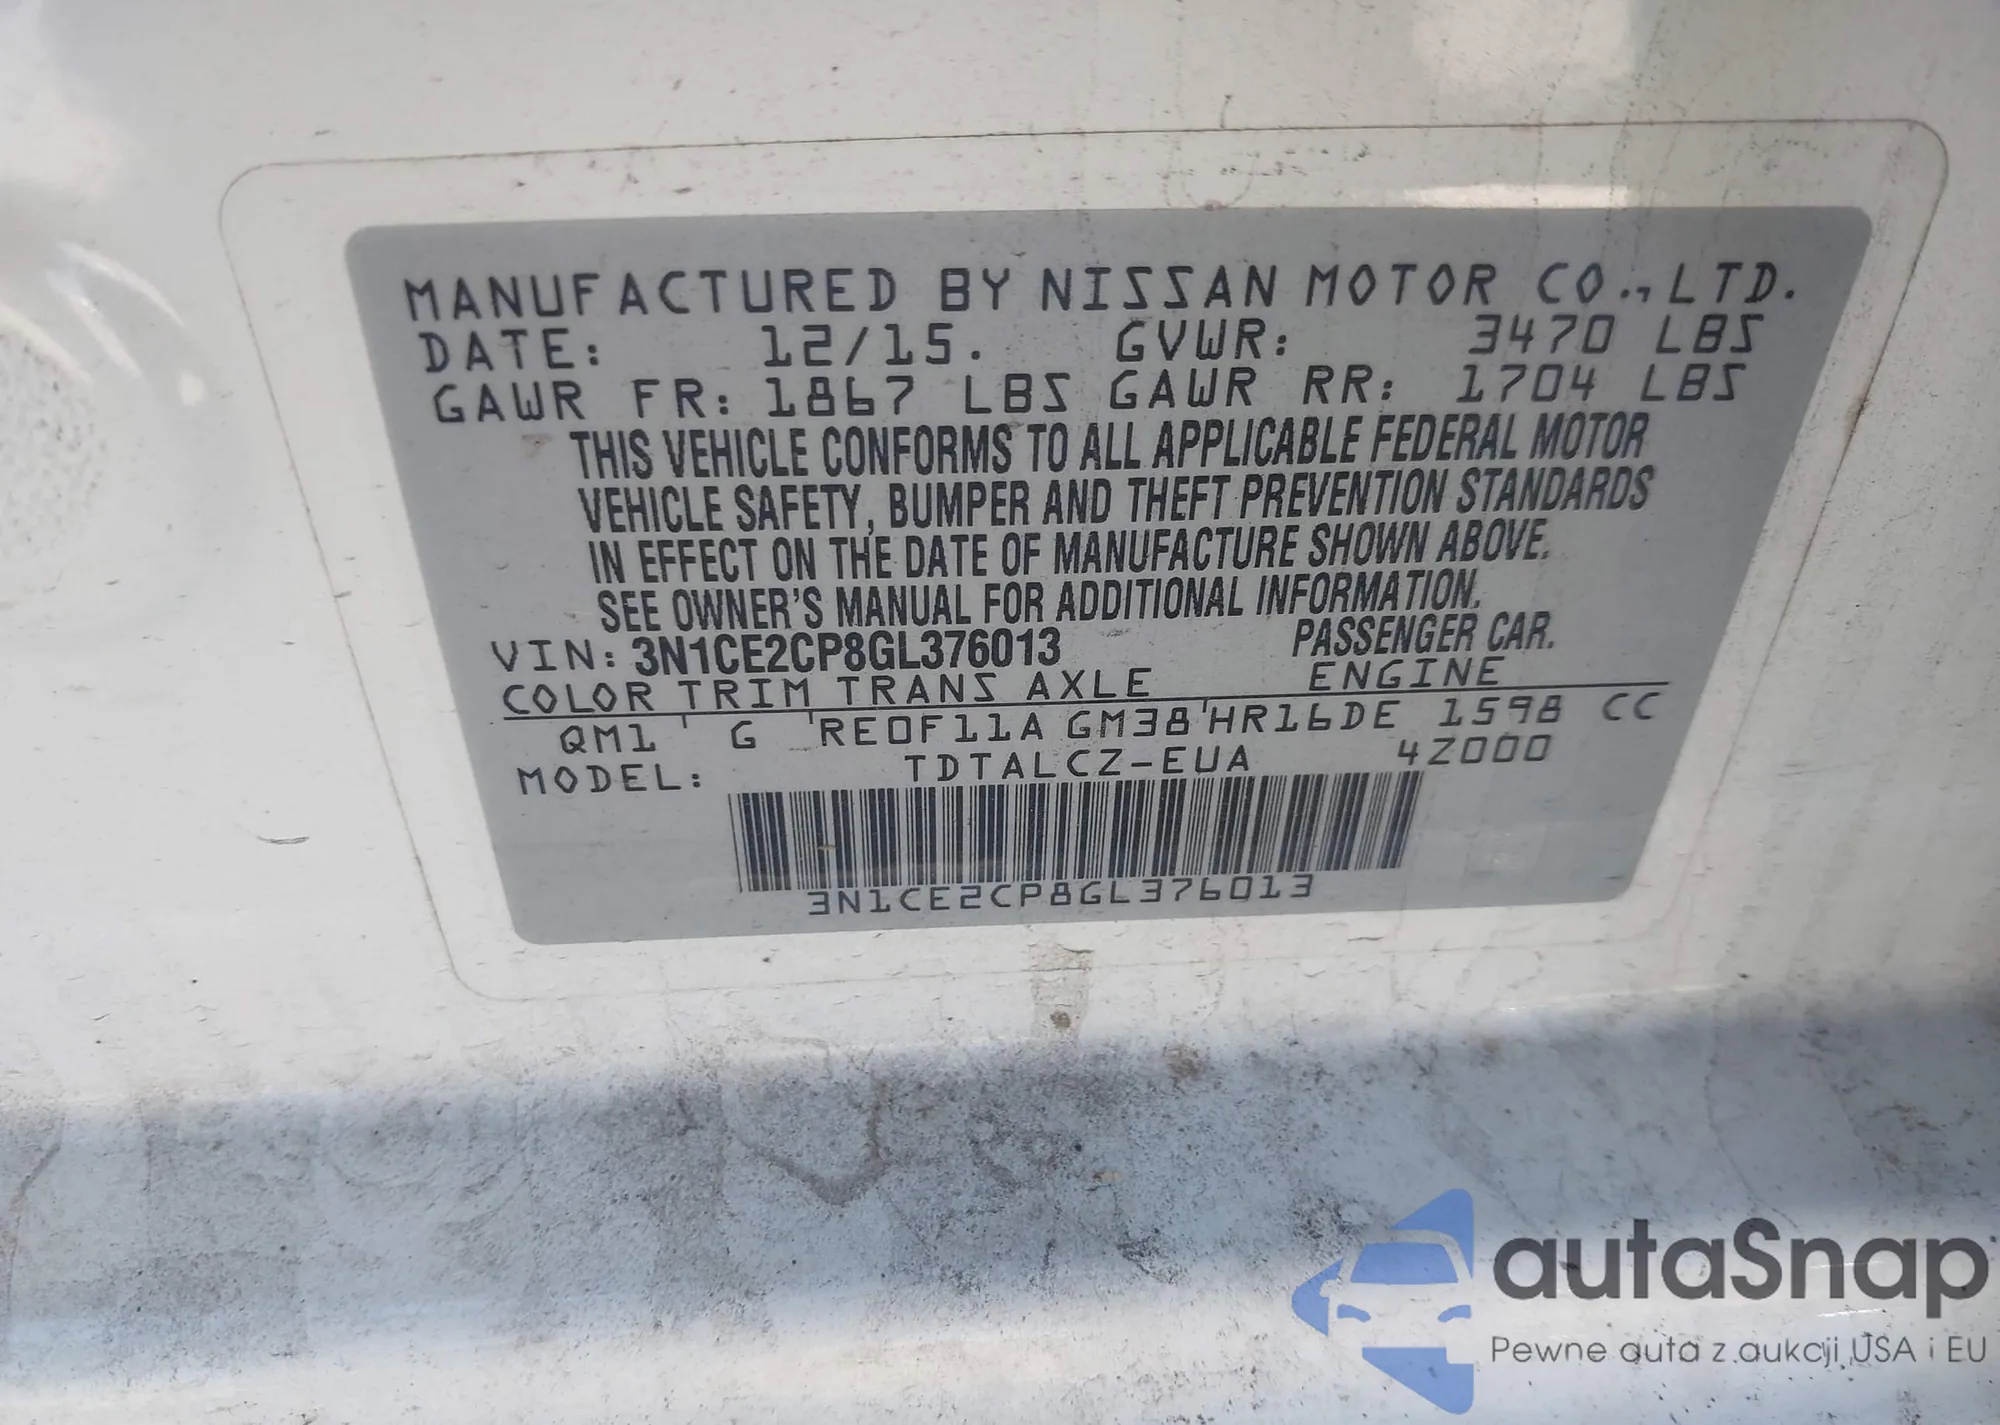 MANUFACTURED BY NISSAN MOTOR CO., LTD.
DATE: 12/15. GVWR: 3470 LBS
GAWR FR: 1867 LBS GAWR RR: 1704 LBS
THIS VEHICLE CONFORMS TO ALL APPLICABLE FEDERAL MOTOR
VEHICLE SAFETY, BUMPER AND THEFT PREVENTION STANDARDS
IN EFFECT ON THE DATE OF MANUFACTURE SHOWN ABOVE.
SEE OWNER'S MANUAL FOR ADDITIONAL INFORMATION.
VIN: 3N1CE2CP8GL376013 PASSENGER CAR.
COLOR TRIM TRANS AXLE ENGINE
QM1 ' G 'RE0F11A GM38'HR16DE 1598 CC
MODEL: TDTALCZ-EUA 4Z000
3N1CE2CP8GL376013
autaSnap
Pewne auta z aukcji USA i EU